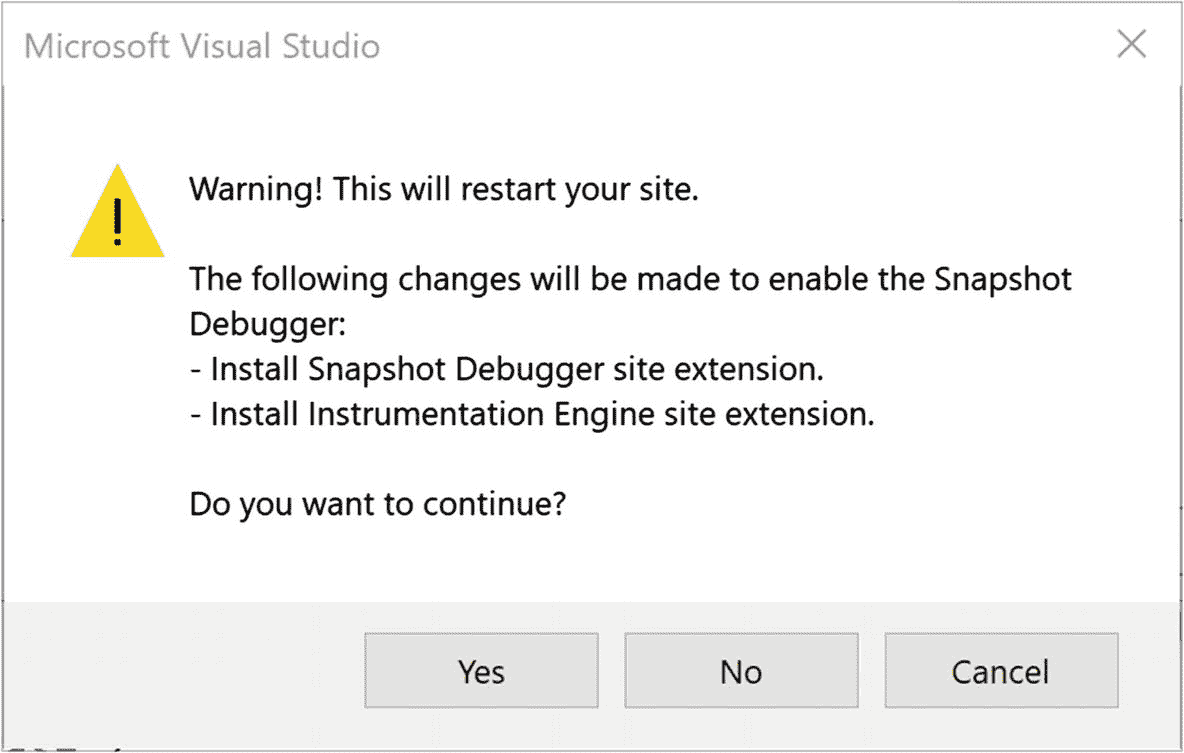 Microsoft Visual Studio
Warning! This will restart your site.
The following changes will be made to enable the Snapshot
Debugger:
- Install Snapshot Debugger site extension.
- Install Instrumentation Engine site extension.
Do you want to continue?
Yes
No
Cancel